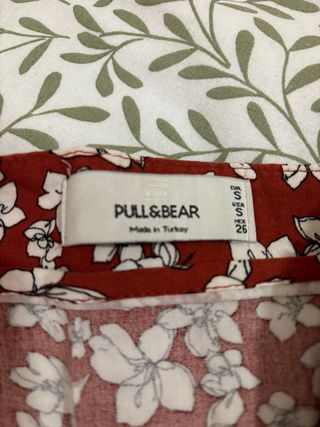 PULL&BEAR
Made in Turkey
EUR S
USA S
MEX 26